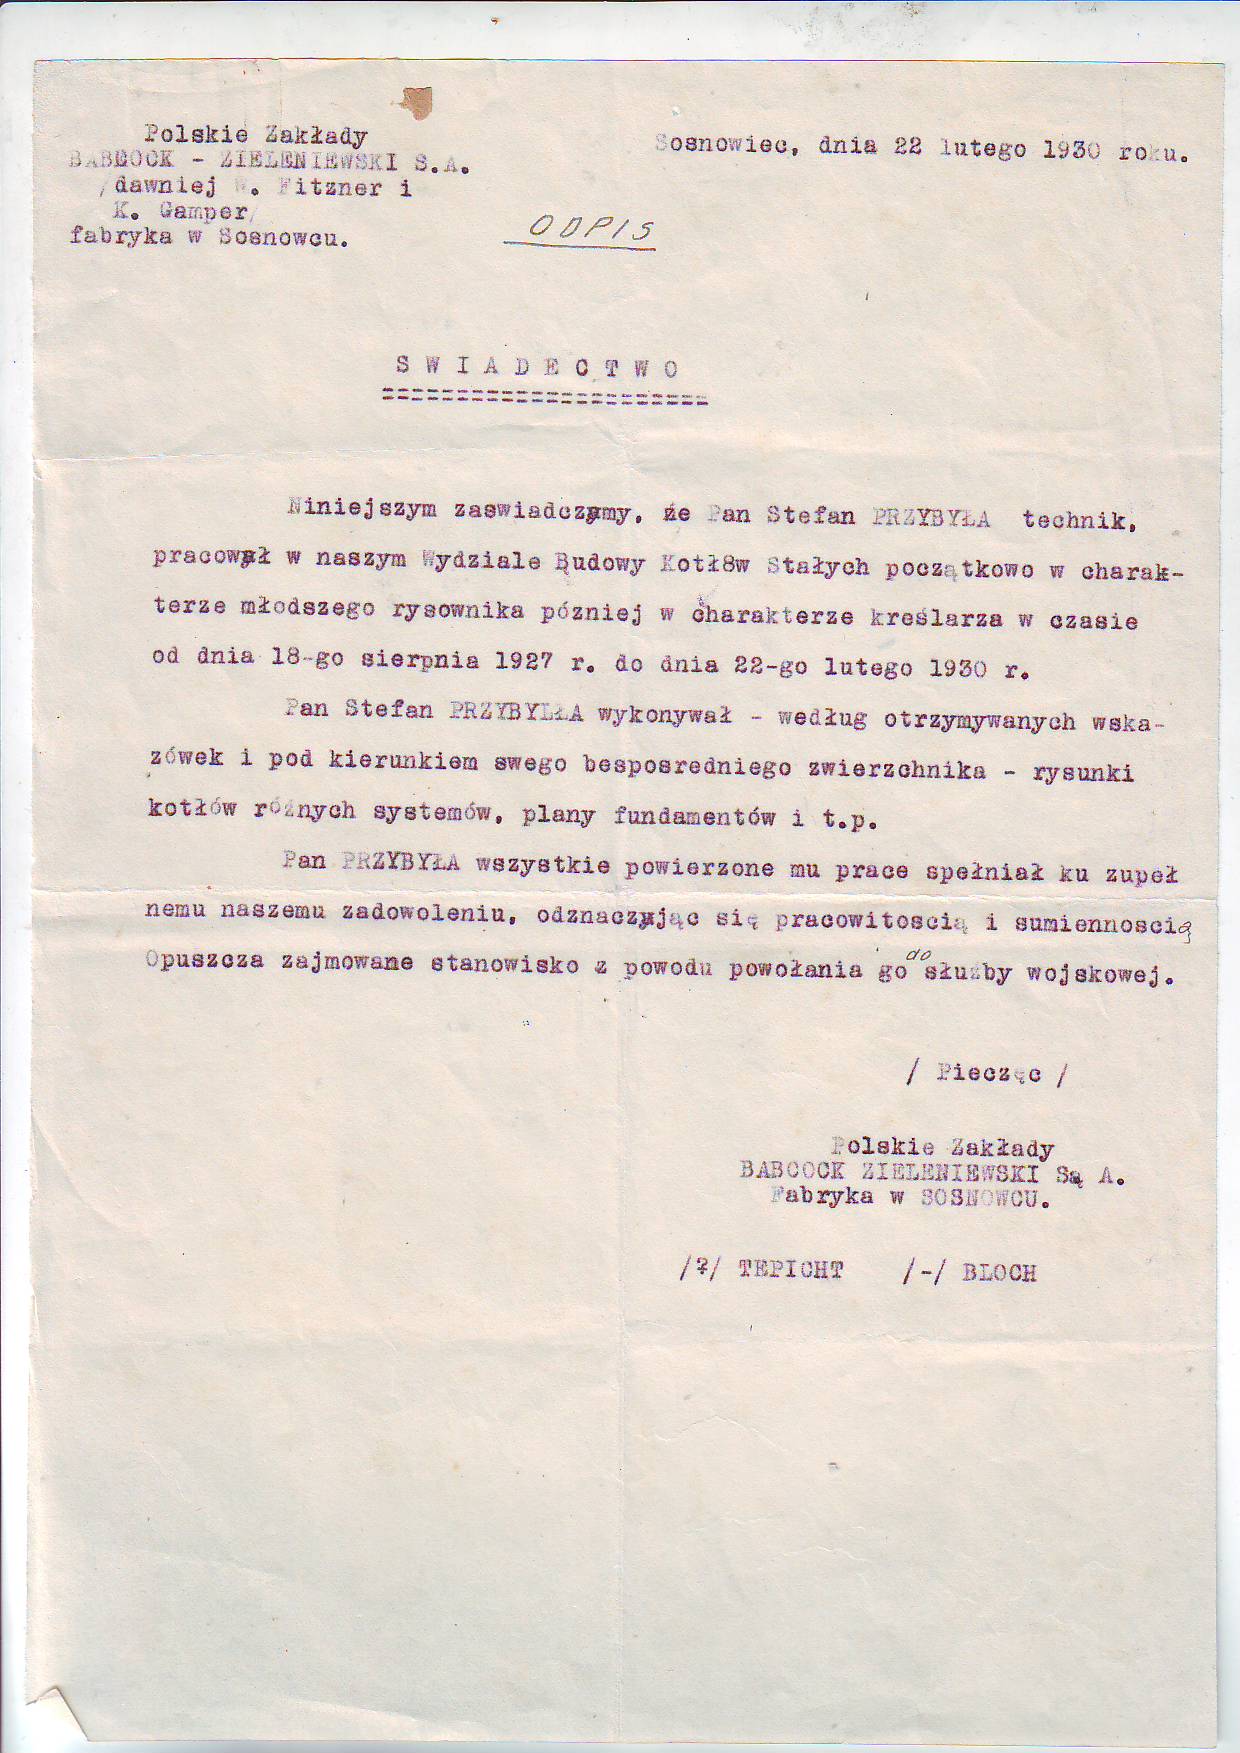 Polskie Zakłady
BABCOCK - ZIELENIEWSKI S.A.
/dawniej W. Fitzner i
K. Gamper/
fabryka w Sosnowcu.
Sosnowiec, dnia 22 lutego 1930 roku.
ODPIS
SWIADECTWO
======================
Niniejszym zaswiadczamy, że Pan Stefan PRZYBYŁA technik,
pracował w naszym Wydziale Budowy Kotł8w Stałych początkowo w charak-
terze młodszego rysownika pózniej w charakterze kreślarza w czasie
od dnia 18-go sierpnia 1927 r. do dnia 22-go lutego 1930 r.
Pan Stefan PRZYBYŁŁA wykonywał - według otrzymywanych wska-
zówek i pod kierunkiem swego besposredniego zwierzchnika - rysunki
kotłów różnych systemów, plany fundamentów i t.p.
Pan PRZYBYŁA wszystkie powierzone mu prace spełniał ku zupeł
nemu naszemu zadowoleniu, odznaczając się pracowitoscią i sumiennoscią
Opuszcza zajmowane stanowisko z powodu powołania go do służby wojskowej.
/ Pieczęc /
Polskie Zakłady
BABCOCK ZIELENIEWSKI Są A.
Fabryka w SOSNOWCU.
/?/ TEPICHT /-/ BLOCH